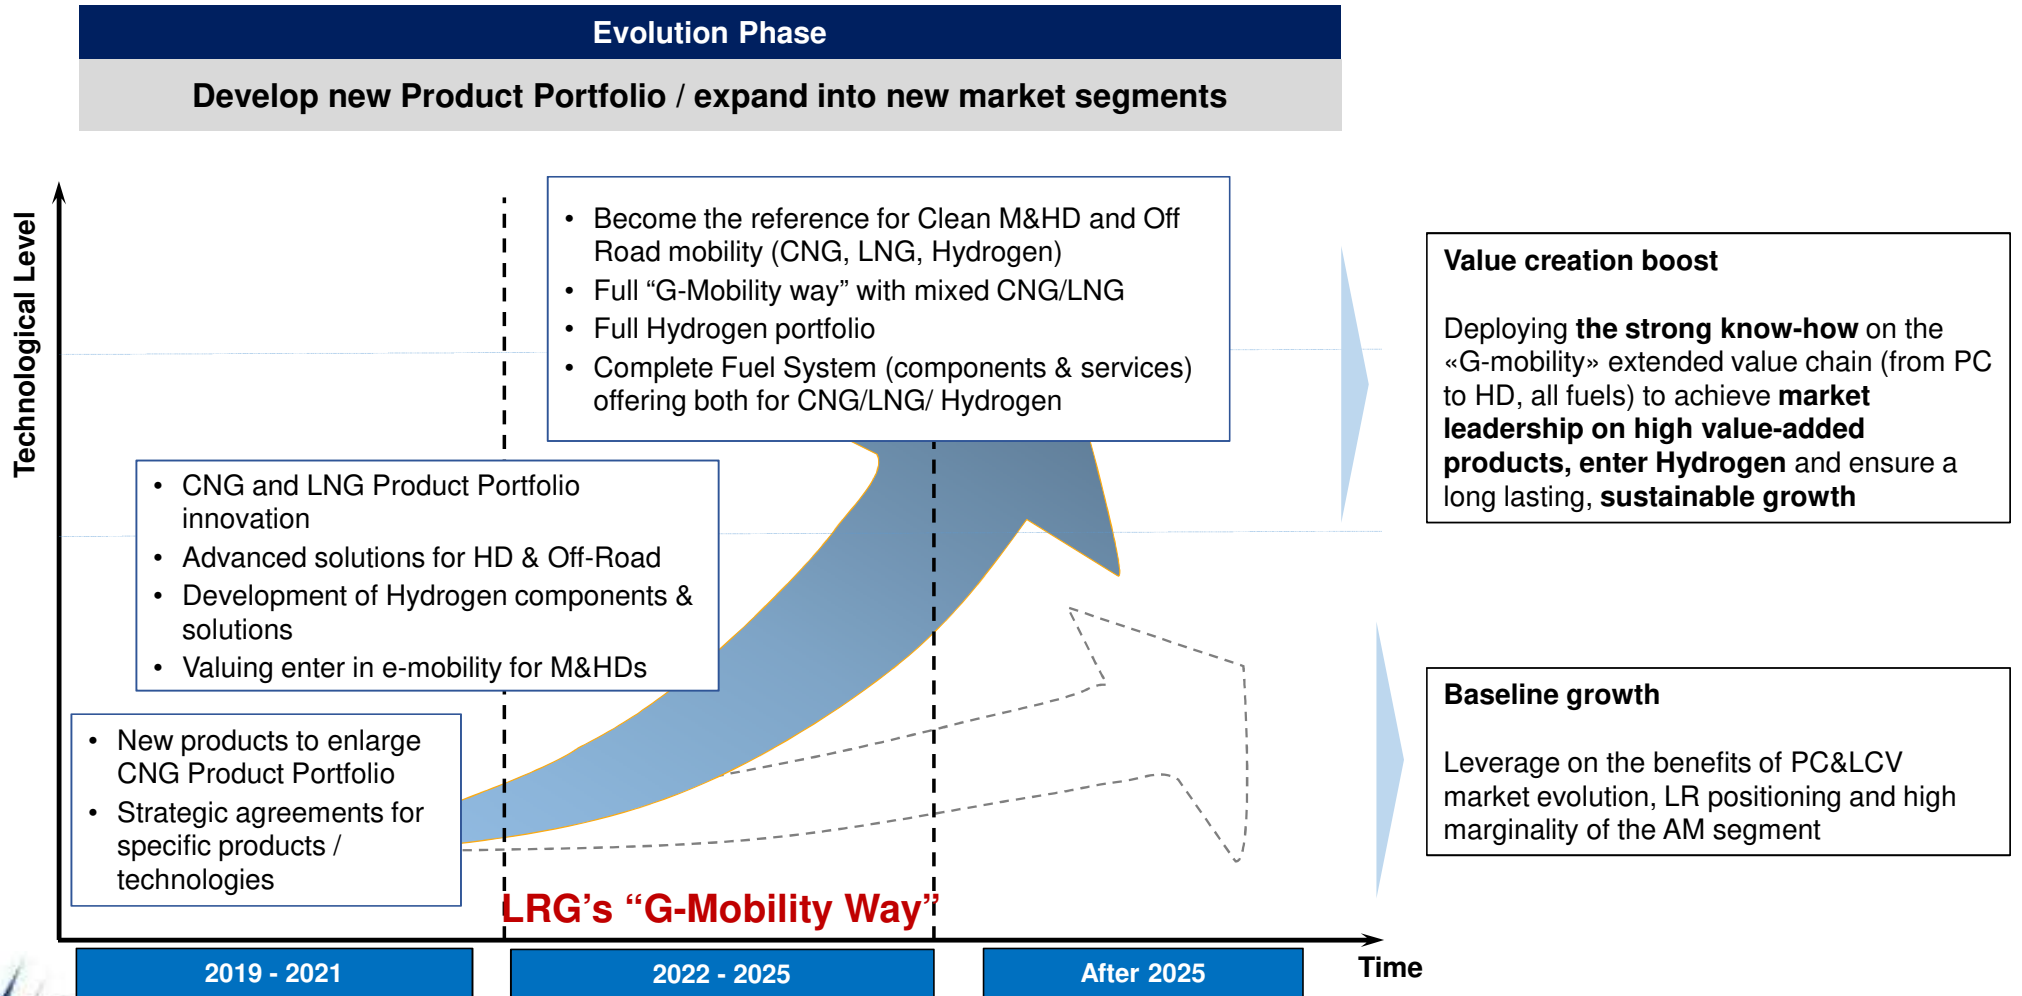 Evolution Phase
Develop new Product Portfolio / expand into new market segments
Technological Level
• Become the reference for Clean M&HD and Off
Road mobility (CNG, LNG, Hydrogen)
• Full “G-Mobility way” with mixed CNG/LNG
• Full Hydrogen portfolio
• Complete Fuel System (components & services)
offering both for CNG/LNG/ Hydrogen
• CNG and LNG Product Portfolio
innovation
• Advanced solutions for HD & Off-Road
• Development of Hydrogen components &
solutions
• Valuing enter in e-mobility for M&HDs
• New products to enlarge
CNG Product Portfolio
• Strategic agreements for
specific products /
technologies
LRG’s “G-Mobility Way”
2019 - 2021
2022 - 2025
After 2025
Time
Value creation boost
Deploying the strong know-how on the
«G-mobility» extended value chain (from PC
to HD, all fuels) to achieve market
leadership on high value-added
products, enter Hydrogen and ensure a
long lasting, sustainable growth
Baseline growth
Leverage on the benefits of PC&LCV
market evolution, LR positioning and high
marginality of the AM segment